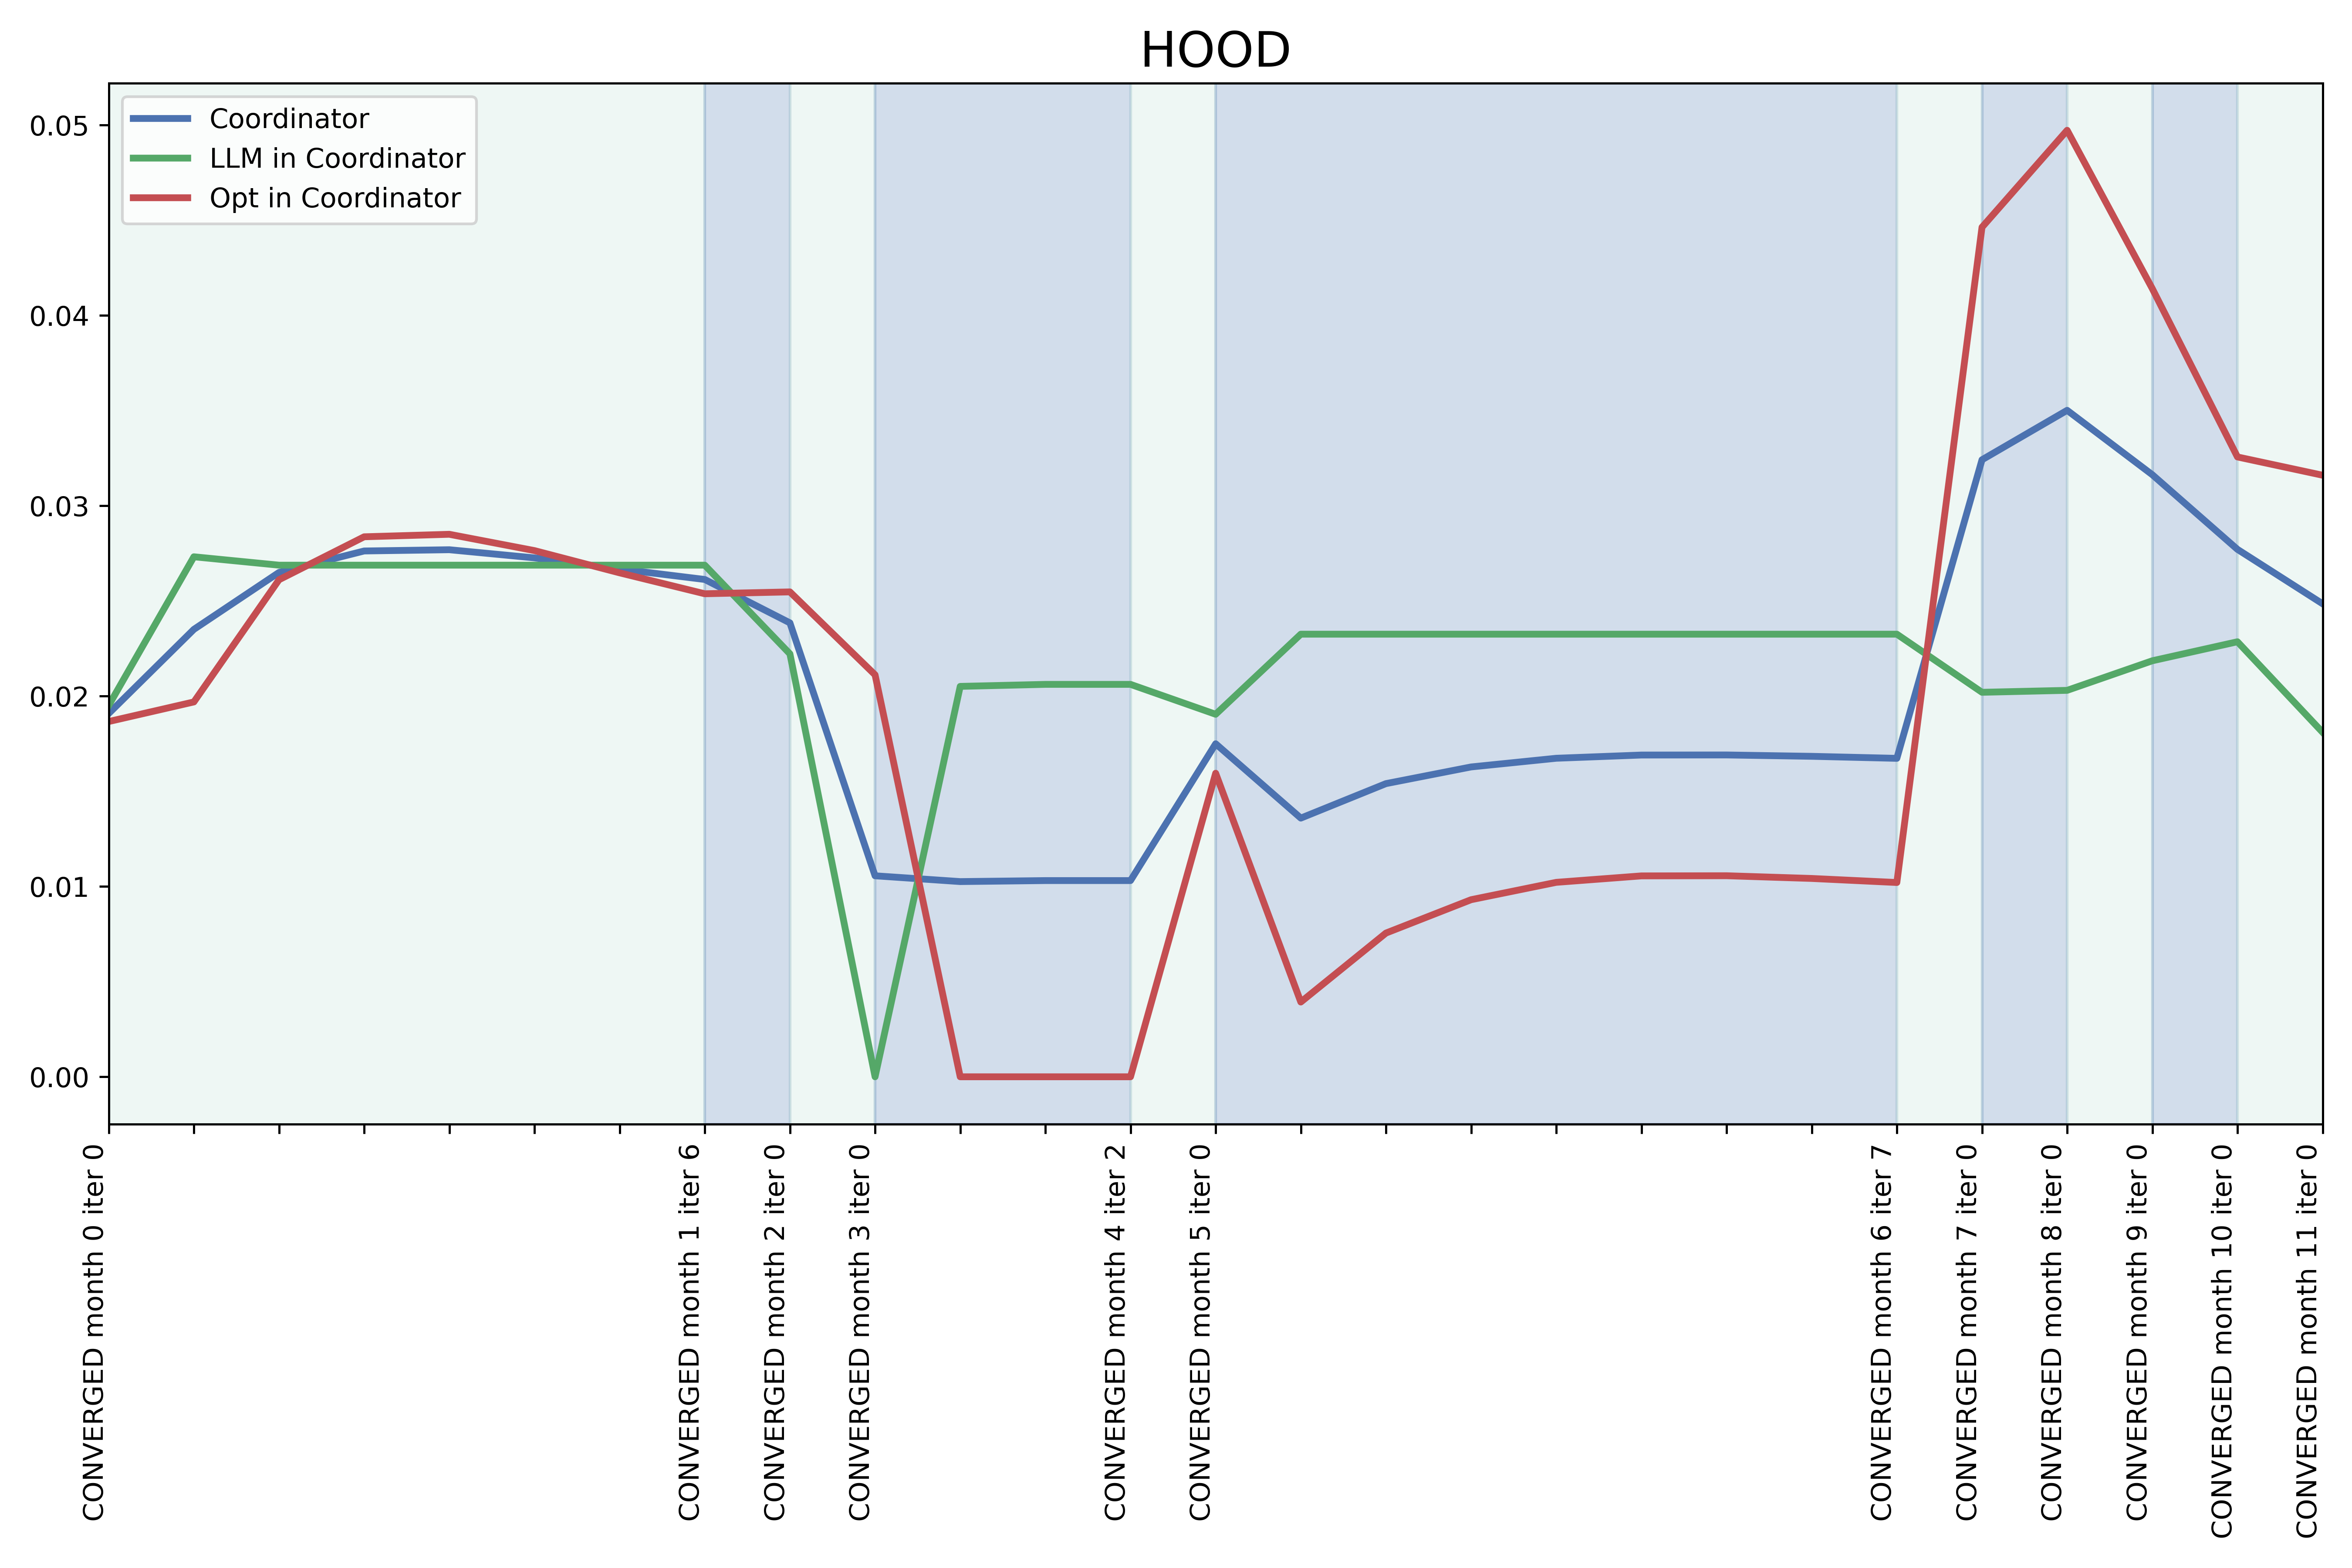 HOOD
Coordinator
LLM in Coordinator
Opt in Coordinator
0.05
0.04
0.03
0.02
0.01
0.00
CONVERGED month 0 iter 0
CONVERGED month 1 iter 6
CONVERGED month 2 iter 0
CONVERGED month 3 iter 0
CONVERGED month 4 iter 2
CONVERGED month 5 iter 0
CONVERGED month 6 iter 7
CONVERGED month 7 iter 0
CONVERGED month 8 iter 0
CONVERGED month 9 iter 0
CONVERGED month 10 iter 0
CONVERGED month 11 iter 0